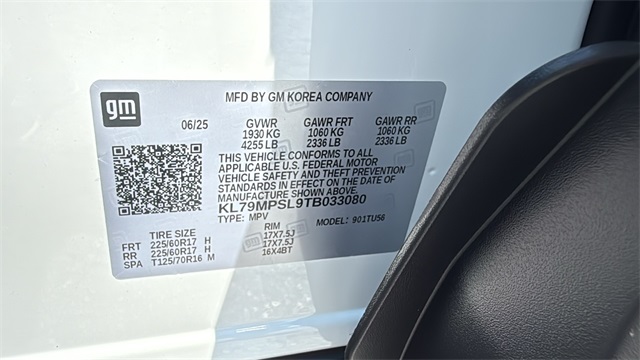 MFD BY GM KOREA COMPANY
gm
06/25 GVWR GAWR FRT GAWR RR
1930 KG 1060 KG 1060 KG
4255 LB 2336 LB 2336 LB
THIS VEHICLE CONFORMS TO ALL
APPLICABLE U.S. FEDERAL MOTOR
VEHICLE SAFETY AND THEFT PREVENTION
STANDARDS IN EFFECT ON THE DATE OF
MANUFACTURE SHOWN ABOVE.
KL79MPSL9TB033080
TYPE: MPV MODEL: 901TU56
TIRE SIZE RIM
FRT 225/60R17 H 17X7.5J
RR 225/60R17 H 17X7.5J
SPA T125/70R16 M 16X4BT